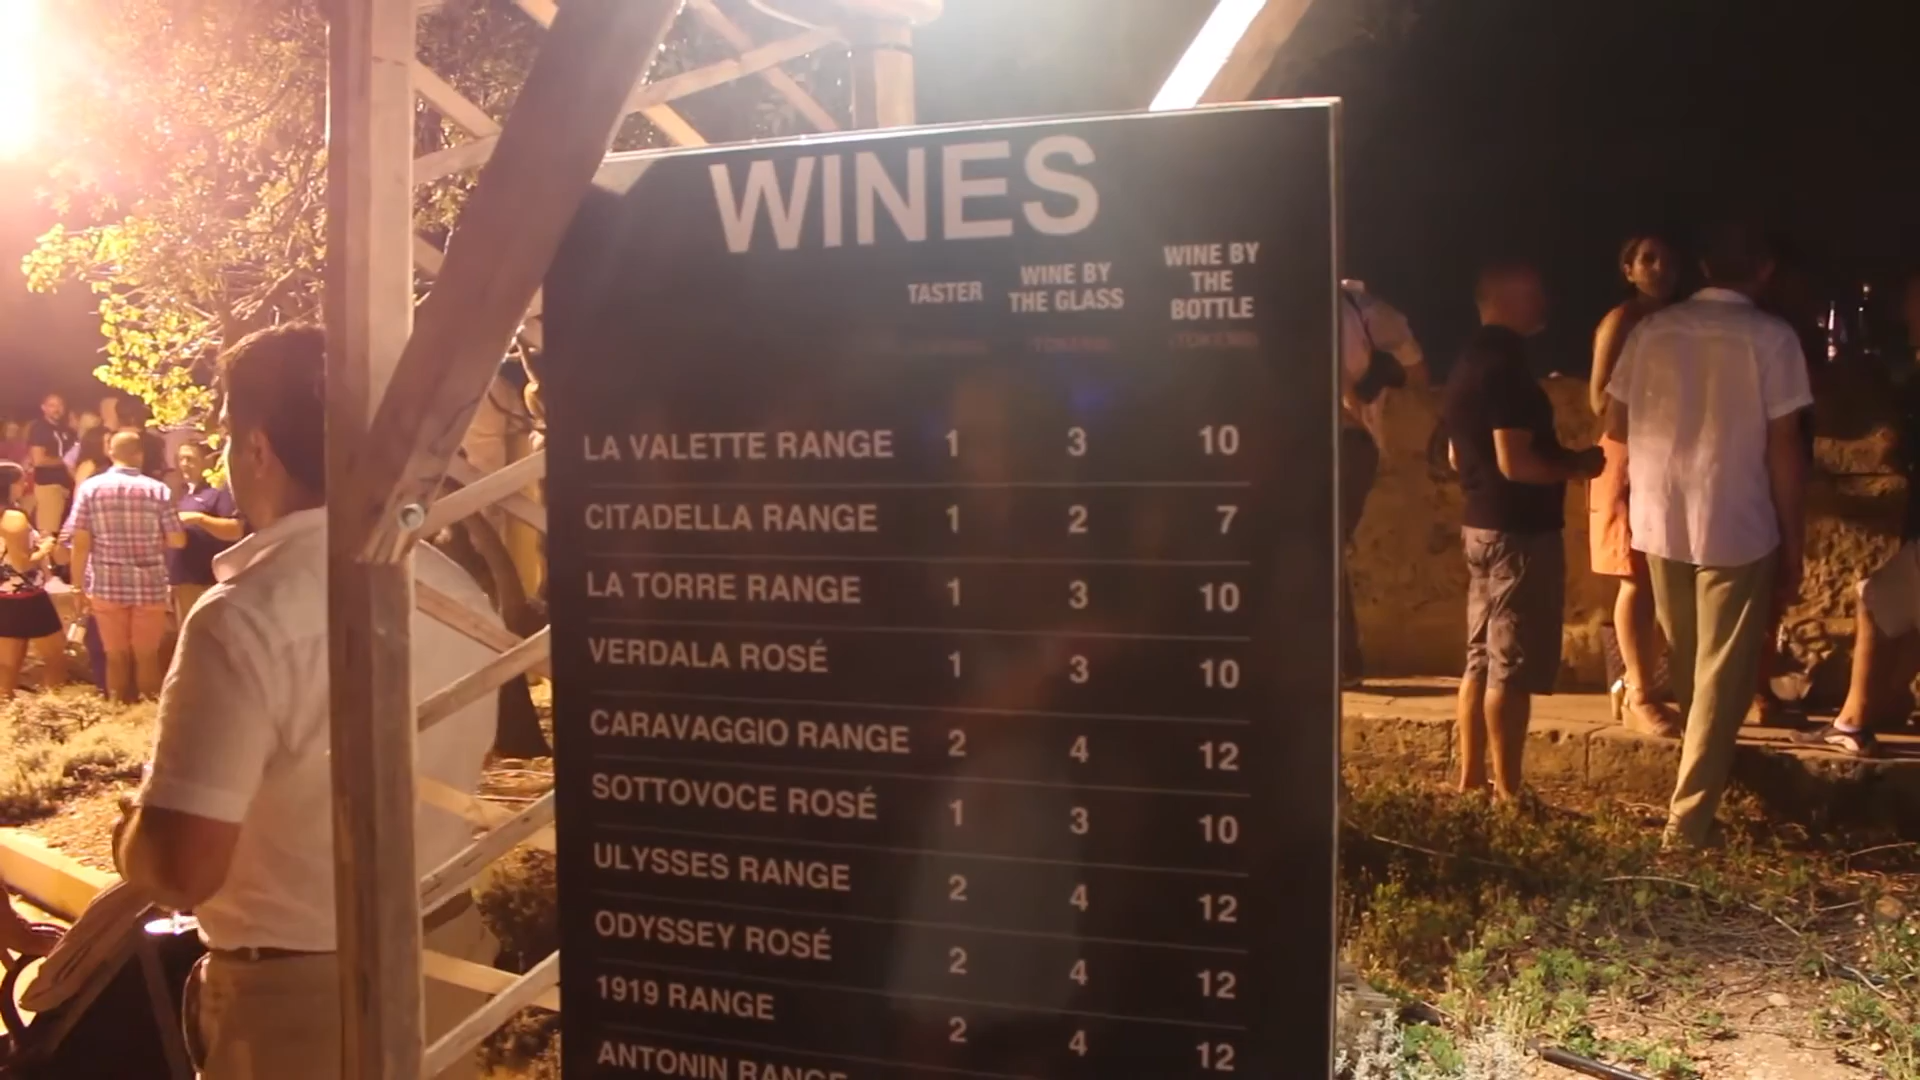 WINES
TASTER WINE BY THE GLASS WINE BY THE BOTTLE
(TOKENS)
LA VALETTE RANGE 1 3 10
CITADELLA RANGE 1 2 7
LA TORRE RANGE 1 3 10
VERDALA ROSÉ 1 3 10
CARAVAGGIO RANGE 2 4 12
SOTTOVOCE ROSÉ 1 3 10
ULYSSES RANGE 2 4 12
ODYSSEY ROSÉ 2 4 12
1919 RANGE 2 4 12
ANTONIN RANGE